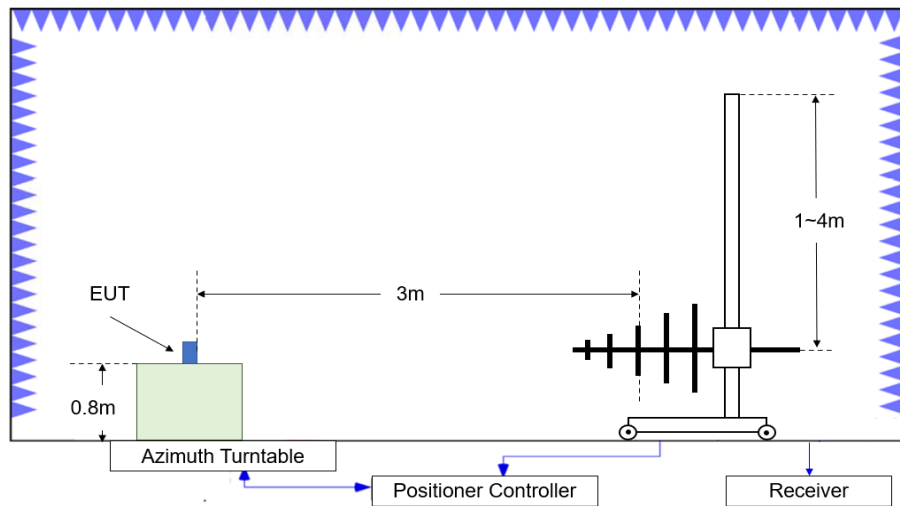 EUT
3m
1~4m
0.8m
Azimuth Turntable
Positioner Controller
Receiver